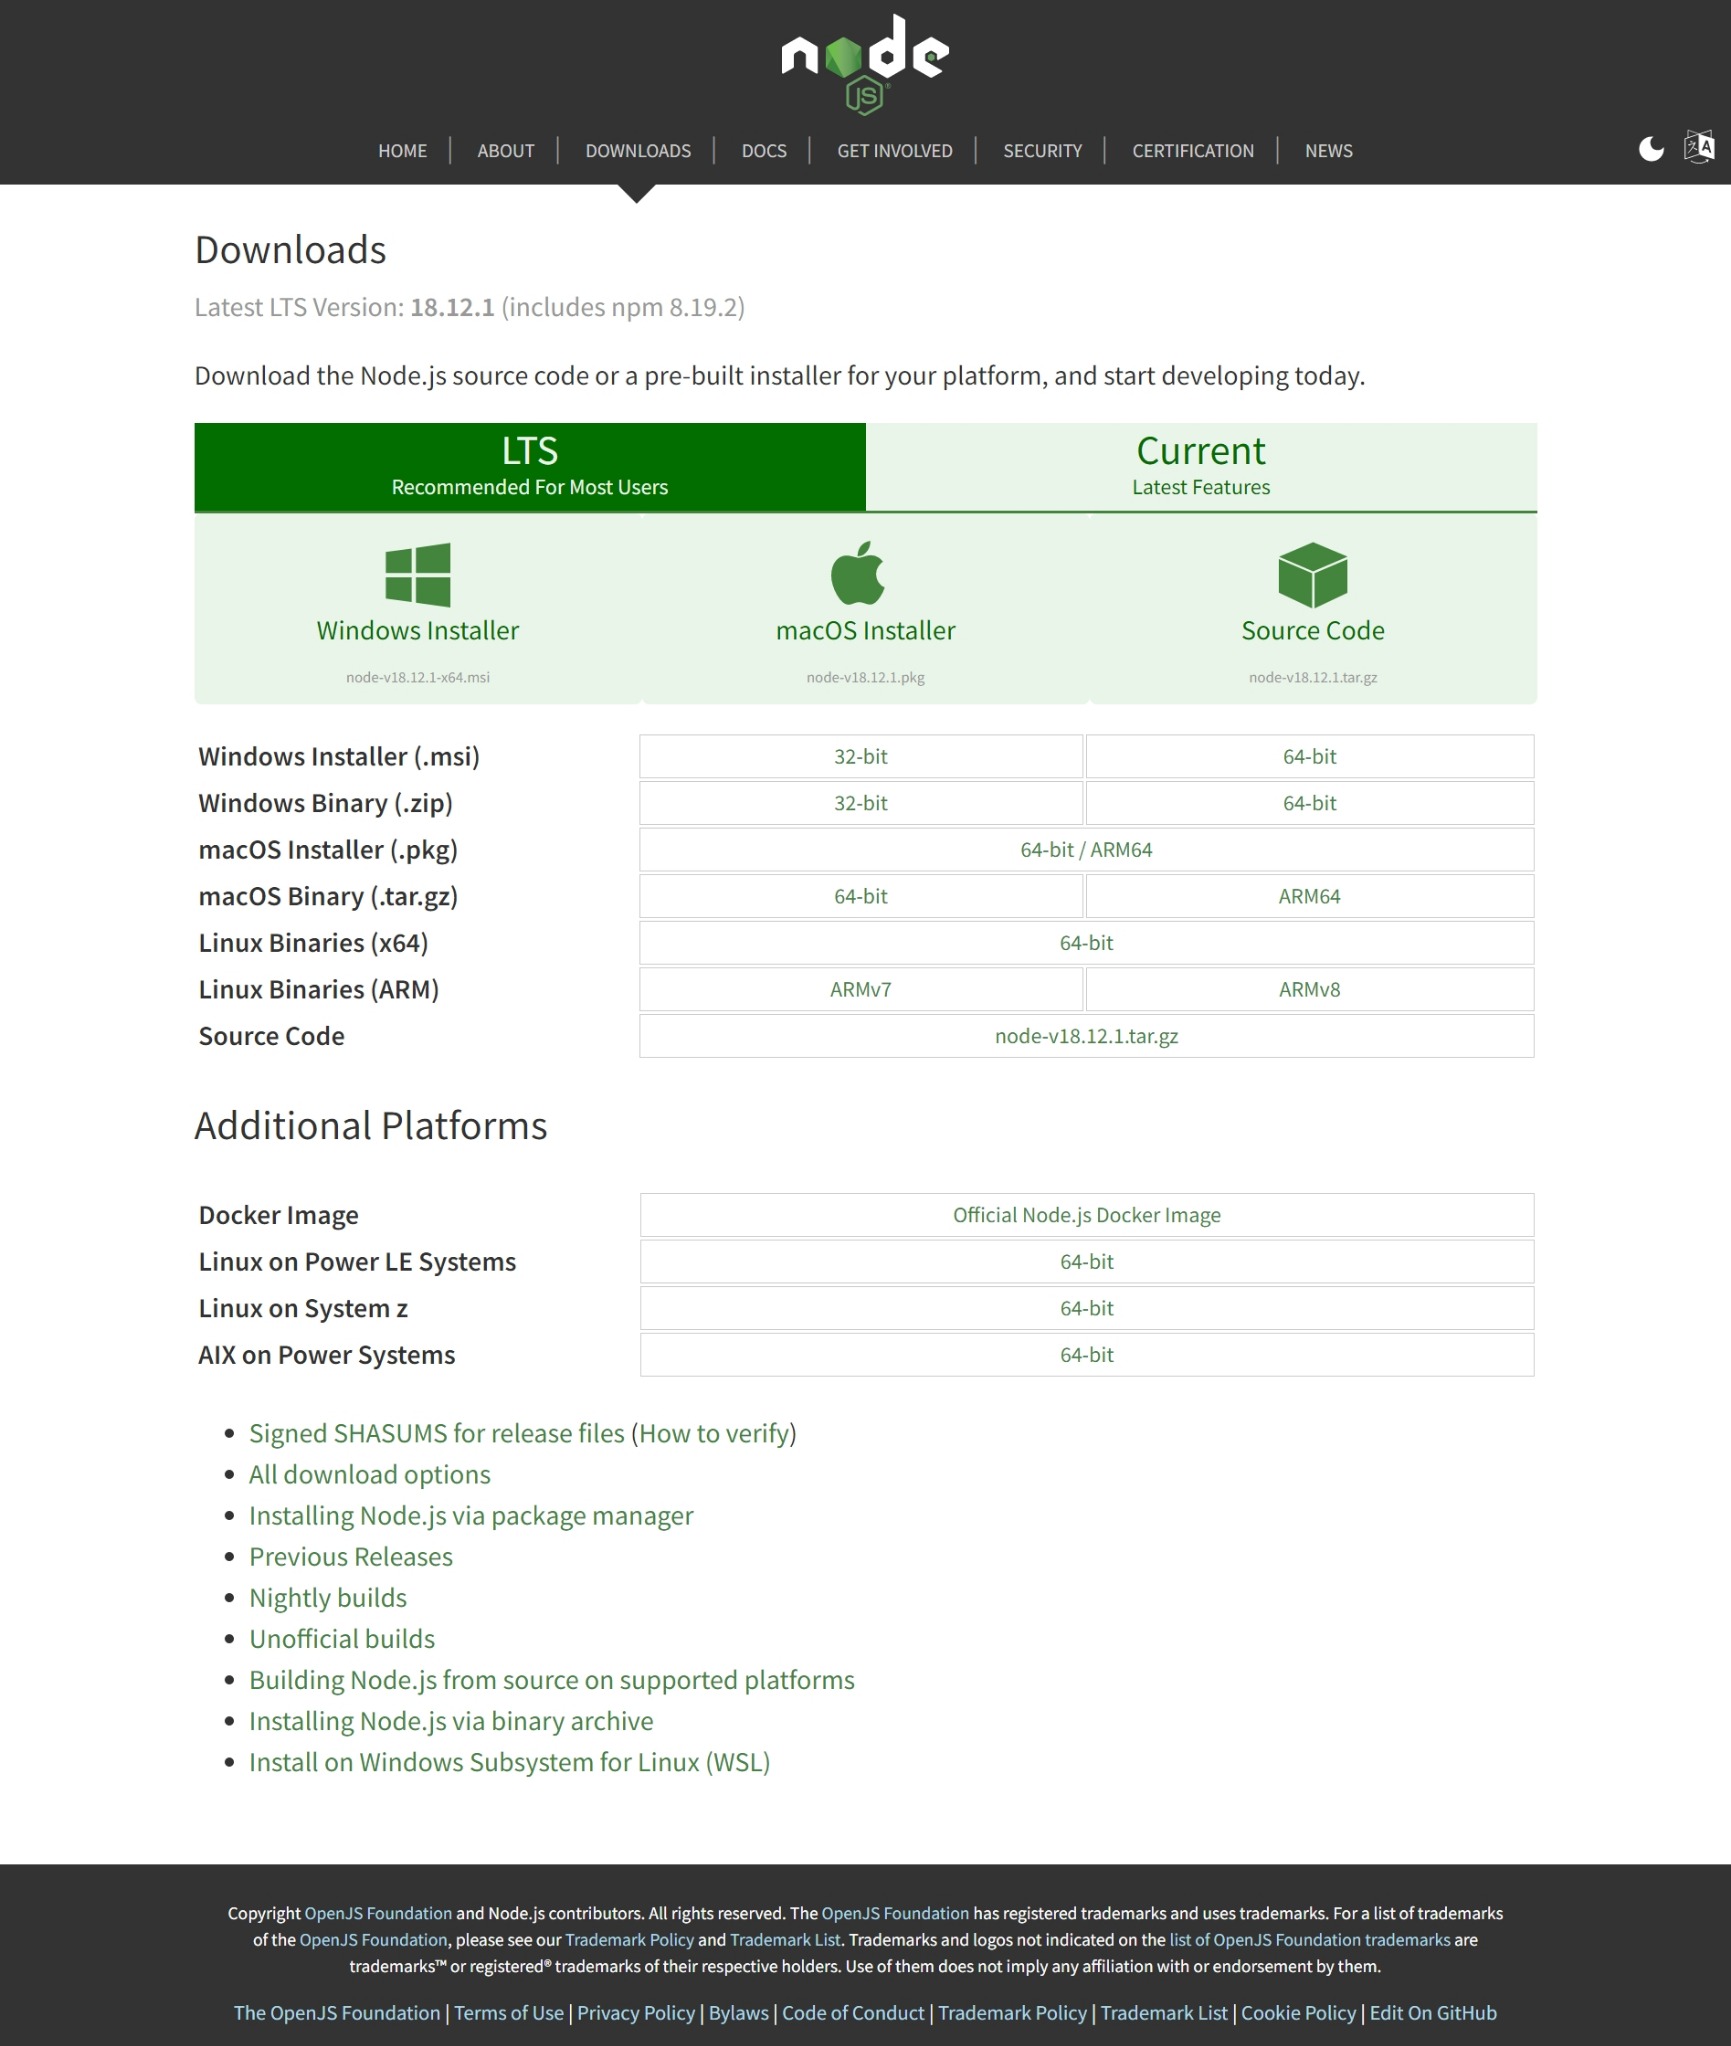 node
JS®
HOME | ABOUT | DOWNLOADS | DOCS | GET INVOLVED | SECURITY | CERTIFICATION | NEWS
Downloads
Latest LTS Version: 18.12.1 (includes npm 8.19.2)
Download the Node.js source code or a pre-built installer for your platform, and start developing today.
LTS
Recommended For Most Users
Current
Latest Features
Windows Installer
node-v18.12.1-x64.msi
macOS Installer
node-v18.12.1.pkg
Source Code
node-v18.12.1.tar.gz
Windows Installer (.msi) 32-bit 64-bit
Windows Binary (.zip) 32-bit 64-bit
macOS Installer (.pkg) 64-bit / ARM64
macOS Binary (.tar.gz) 64-bit ARM64
Linux Binaries (x64) 64-bit
Linux Binaries (ARM) ARMv7 ARMv8
Source Code node-v18.12.1.tar.gz
Additional Platforms
Docker Image Official Node.js Docker Image
Linux on Power LE Systems 64-bit
Linux on System z 64-bit
AIX on Power Systems 64-bit
• Signed SHASUMS for release files (How to verify)
• All download options
• Installing Node.js via package manager
• Previous Releases
• Nightly builds
• Unofficial builds
• Building Node.js from source on supported platforms
• Installing Node.js via binary archive
• Install on Windows Subsystem for Linux (WSL)
Copyright OpenJS Foundation and Node.js contributors. All rights reserved. The OpenJS Foundation has registered trademarks and uses trademarks. For a list of trademarks
of the OpenJS Foundation, please see our Trademark Policy and Trademark List. Trademarks and logos not indicated on the list of OpenJS Foundation trademarks are
trademarks™ or registered® trademarks of their respective holders. Use of them does not imply any affiliation with or endorsement by them.
The OpenJS Foundation | Terms of Use | Privacy Policy | Bylaws | Code of Conduct | Trademark Policy | Trademark List | Cookie Policy | Edit On GitHub